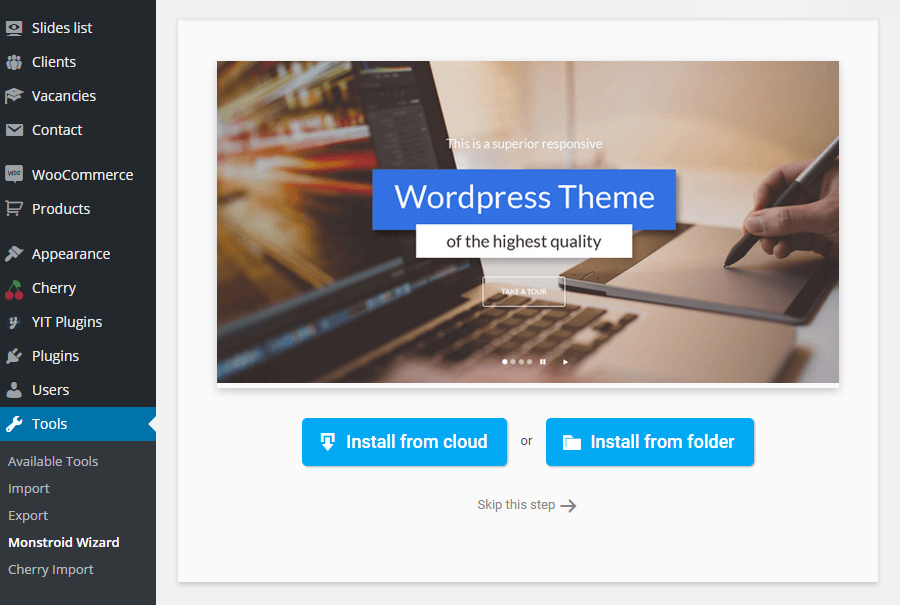 Slides list
Clients
Vacancies
Contact
WOO
WooCommerce
Products
Appearance
Cherry
YIT Plugins
Plugins
Users
Tools
Available Tools
Import
Export
Monstroid Wizard
Cherry Import
This is a superior responsive
Wordpress Theme
of the highest quality
TAKE A TOUR
Install from cloud
or
Install from folder
Skip this step